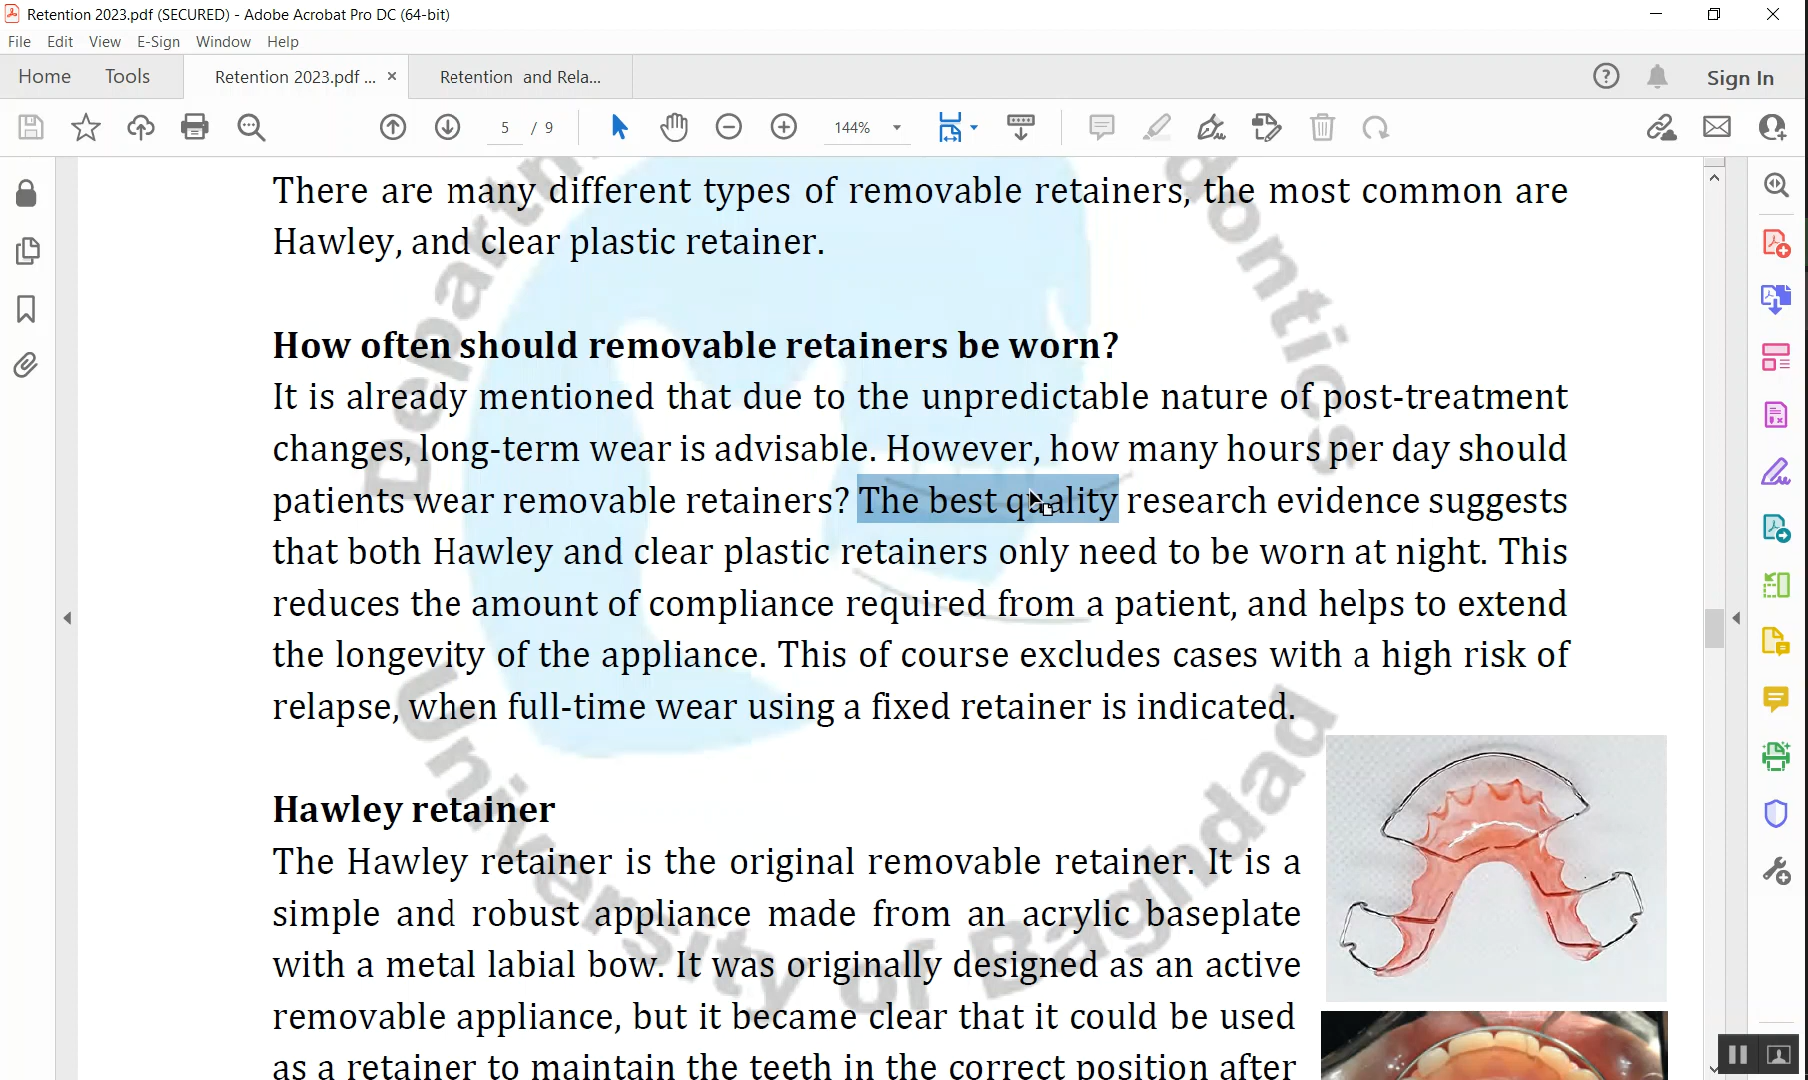 Retention 2023.pdf (SECURED) - Adobe Acrobat Pro DC (64-bit)
File Edit View E-Sign Window Help
Home Tools Retention 2023.pdf ... × Retention and Rela... Sign In
5 / 9 144%
There are many different types of removable retainers, the most common are
Hawley, and clear plastic retainer.
How often should removable retainers be worn?
It is already mentioned that due to the unpredictable nature of post-treatment
changes, long-term wear is advisable. However, how many hours per day should
patients wear removable retainers? The best quality research evidence suggests
that both Hawley and clear plastic retainers only need to be worn at night. This
reduces the amount of compliance required from a patient, and helps to extend
the longevity of the appliance. This of course excludes cases with a high risk of
relapse, when full-time wear using a fixed retainer is indicated.
Hawley retainer
The Hawley retainer is the original removable retainer. It is a
simple and robust appliance made from an acrylic baseplate
with a metal labial bow. It was originally designed as an active
removable appliance, but it became clear that it could be used
as a retainer to maintain the teeth in the correct position after
University of Baghdad